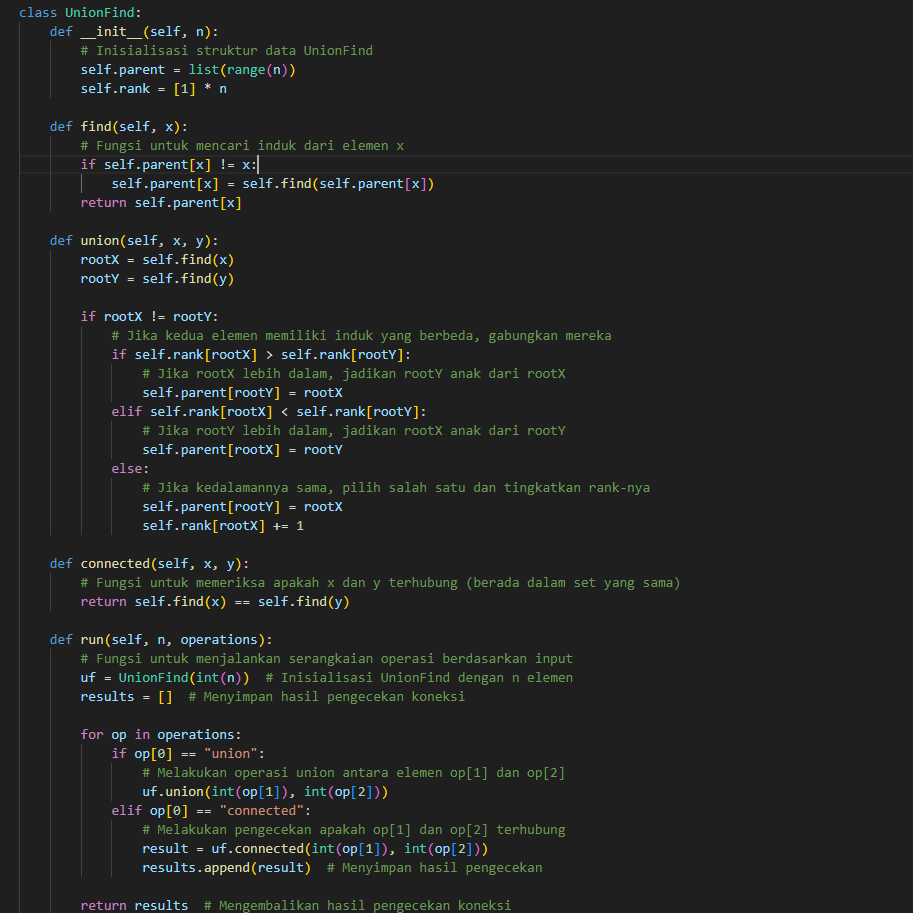 class UnionFind:
    def __init__(self, n):
        # Inisialisasi struktur data UnionFind
        self.parent = list(range(n))
        self.rank = [1] * n

    def find(self, x):
        # Fungsi untuk mencari induk dari elemen x
        if self.parent[x] != x:
            self.parent[x] = self.find(self.parent[x])
        return self.parent[x]

    def union(self, x, y):
        rootX = self.find(x)
        rootY = self.find(y)

        if rootX != rootY:
            # Jika kedua elemen memiliki induk yang berbeda, gabungkan mereka
            if self.rank[rootX] > self.rank[rootY]:
                # Jika rootX lebih dalam, jadikan rootY anak dari rootX
                self.parent[rootY] = rootX
            elif self.rank[rootX] < self.rank[rootY]:
                # Jika rootY lebih dalam, jadikan rootX anak dari rootY
                self.parent[rootX] = rootY
            else:
                # Jika kedalamannya sama, pilih salah satu dan tingkatkan rank-nya
                self.parent[rootY] = rootX
                self.rank[rootX] += 1

    def connected(self, x, y):
        # Fungsi untuk memeriksa apakah x dan y terhubung (berada dalam set yang sama)
        return self.find(x) == self.find(y)

    def run(self, n, operations):
        # Fungsi untuk menjalankan serangkaian operasi berdasarkan input
        uf = UnionFind(int(n))  # Inisialisasi UnionFind dengan n elemen
        results = []  # Menyimpan hasil pengecekan koneksi

        for op in operations:
            if op[0] == "union":
                # Melakukan operasi union antara elemen op[1] dan op[2]
                uf.union(int(op[1]), int(op[2]))
            elif op[0] == "connected":
                # Melakukan pengecekan apakah op[1] dan op[2] terhubung
                result = uf.connected(int(op[1]), int(op[2]))
                results.append(result)  # Menyimpan hasil pengecekan

        return results  # Mengembalikan hasil pengecekan koneksi